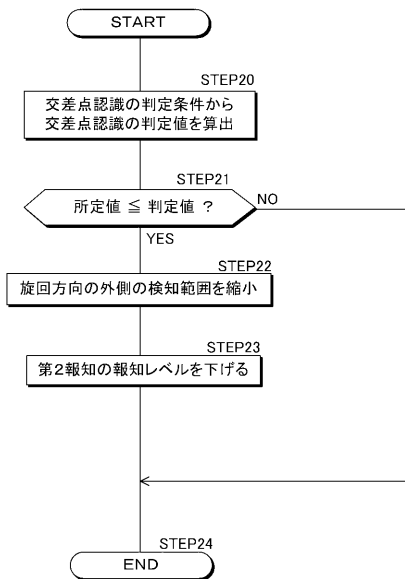 START
STEP20
交差点認識の判定条件から
交差点認識の判定値を算出
STEP21
所定値 ≦ 判定値 ?
NO
YES
STEP22
旋回方向の外側の検知範囲を縮小
STEP23
第2報知の報知レベルを下げる
STEP24
END